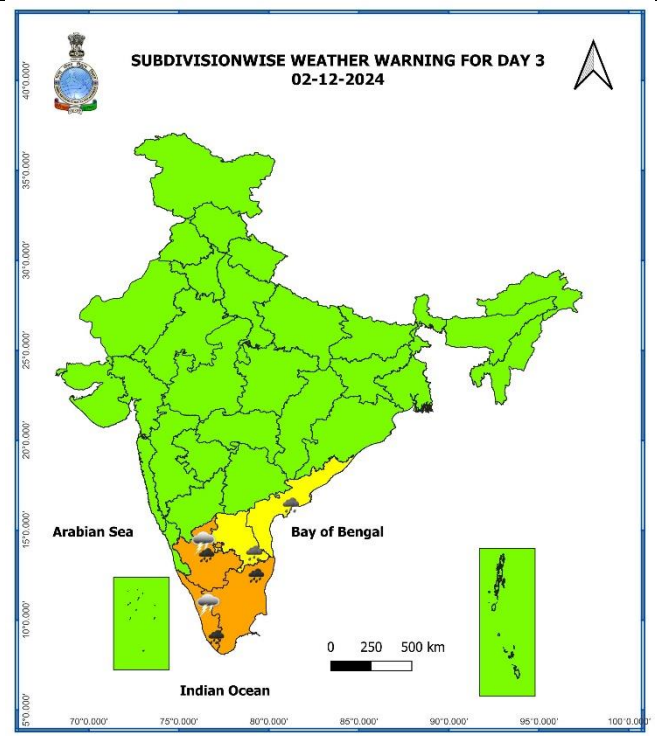 SUBDIVISIONWISE WEATHER WARNING FOR DAY 3
02-12-2024
40°0.000'
35°0.000'
30°0.000'
25°0.000'
20°0.000'
15°0.000'
10°0.000'
5°0.000'
Arabian Sea
Bay of Bengal
0 250 500 km
Indian Ocean
70°0.000' 75°0.000' 80°0.000' 85°0.000' 90°0.000' 95°0.000' 100°0.000'